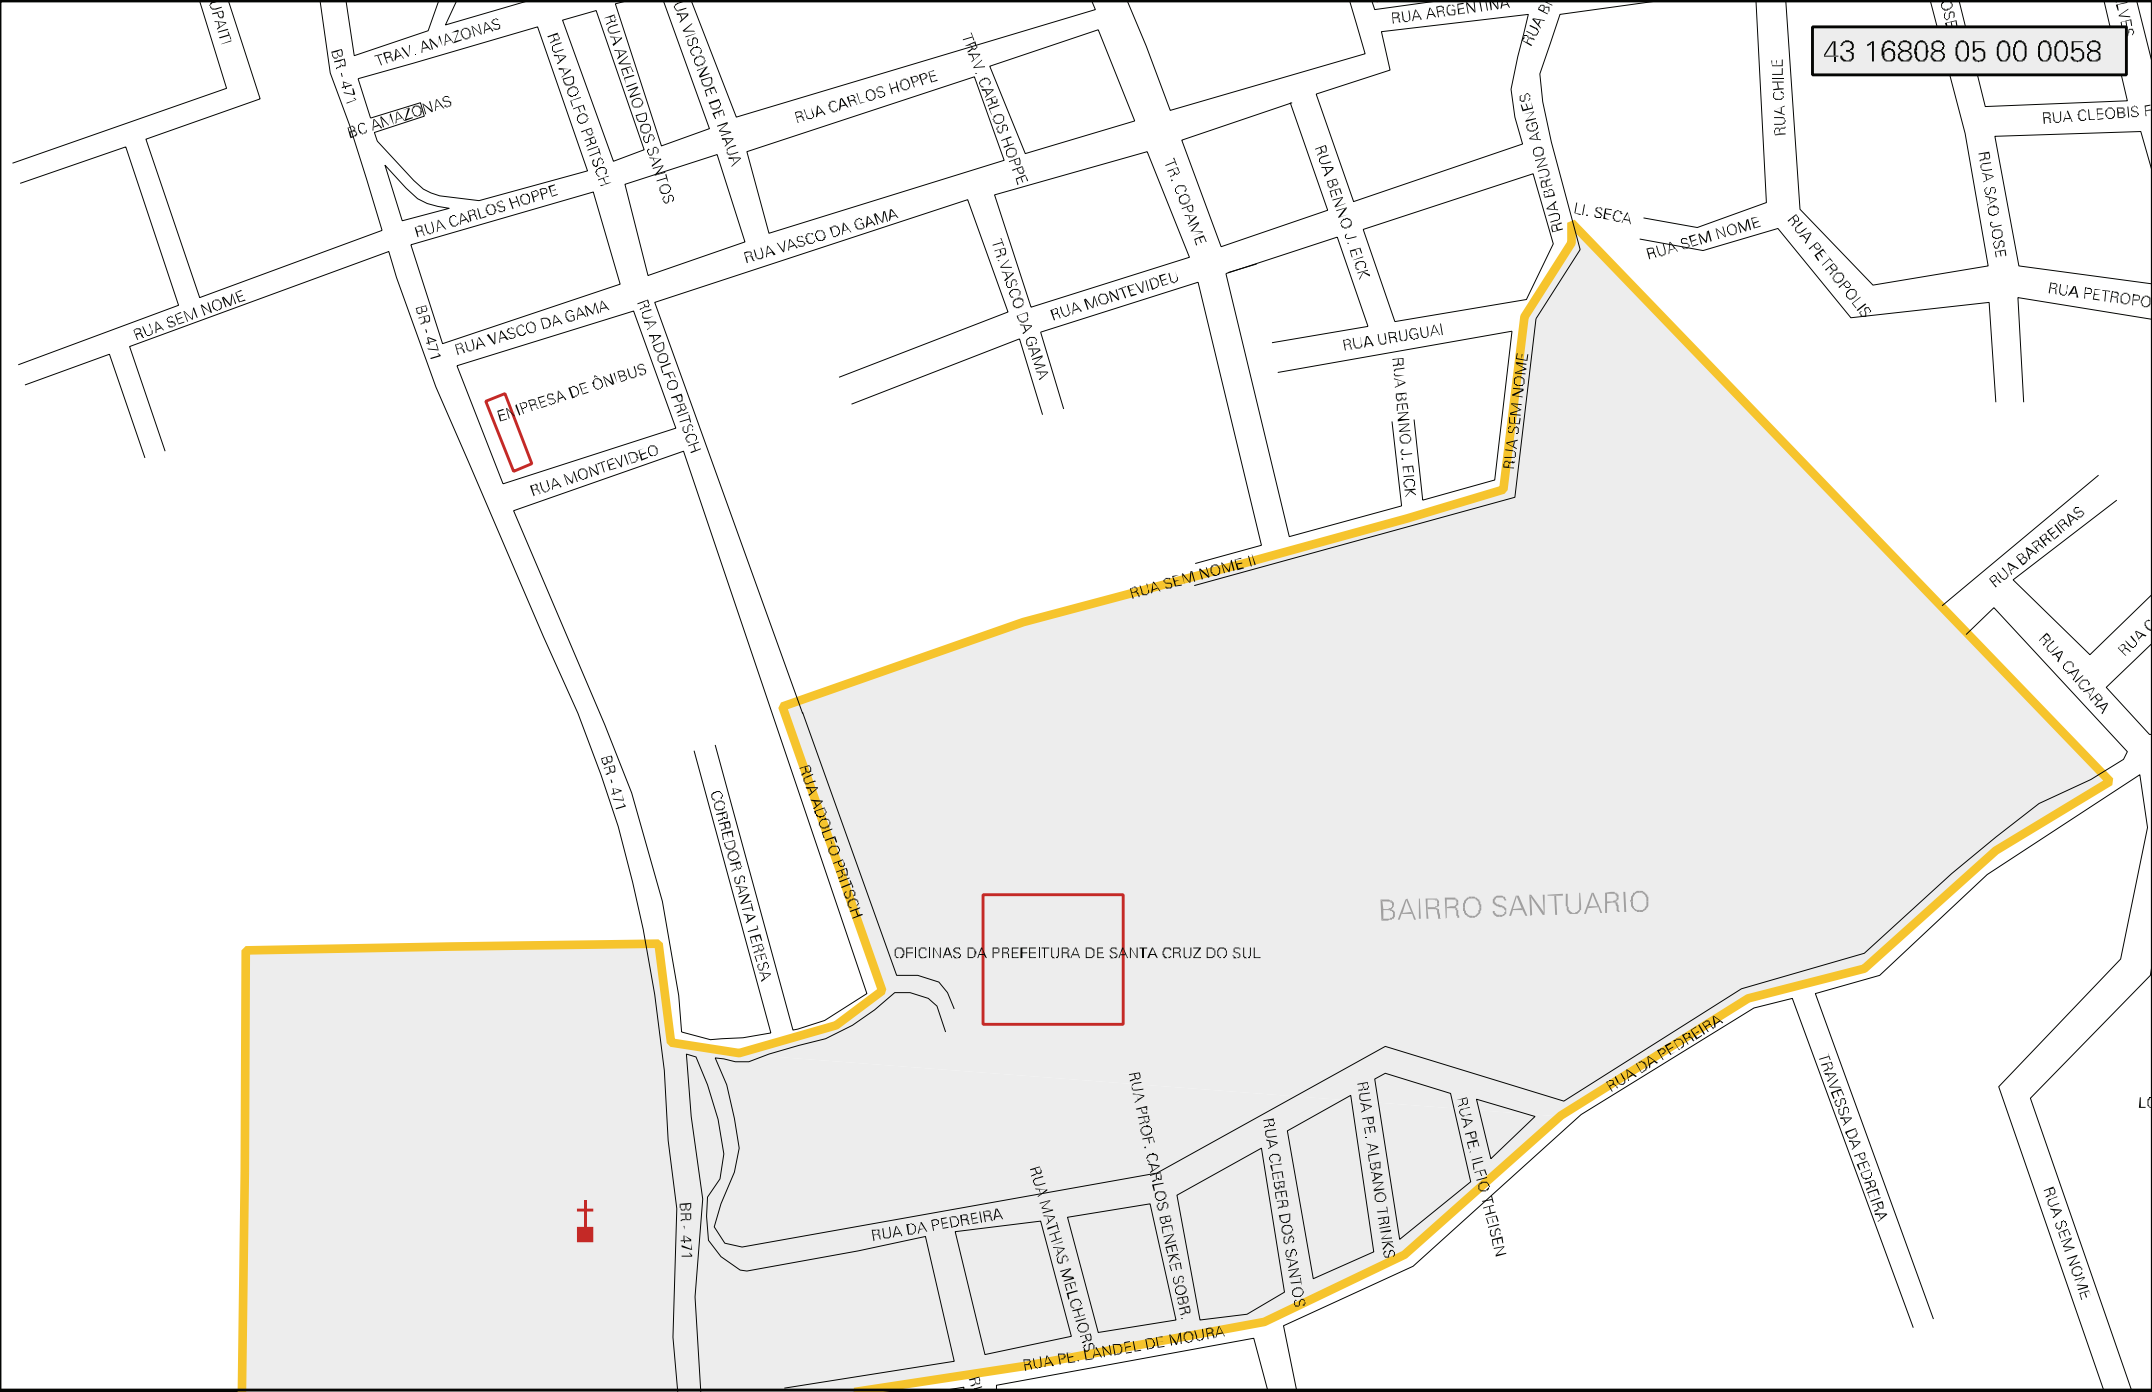 43 16808 05 00 0058
RUA ARGENTINA
TRAV. AMAZONAS
BR - 471
RUA ADOLFO PRITSCH
RUA AVELINO DOS SANTOS
RUA VISCONDE DE MAUA
RUA CARLOS HOPPE
TRAV. CARLOS HOPPE
RUA CHILE
RUA CLEOBIS
BC AMAZONAS
RUA BRUNO AGNES
RUA SAO JOSE
RUA CARLOS HOPPE
TR. COPAME
RUA BENNO J. EICK
LI. SECA
RUA SEM NOME
RUA PETROPOLIS
RUA VASCO DA GAMA
TR.VASCO DA GAMA
RUA MONTEVIDEU
RUA SEM NOME
BR - 471
RUA VASCO DA GAMA
RUA ADOLFO PRITSCH
RUA URUGUAI
RUA PETROPO
RUA BENNO J. EICK
RUA SEM NOME
EMPRESA DE ÔNIBUS
RUA MONTEVIDEO
RUA BARREIRAS
RUA SEM NOME II
RUA CAICARA
BR - 471
CORREDOR SANTA TERESA
RUA ADOLFO PRITSCH
BAIRRO SANTUARIO
OFICINAS DA PREFEITURA DE SANTA CRUZ DO SUL
RUA DA PEDREIRA
TRAVESSA DA PEDREIRA
RUA PROF. CARLOS BENEKE SOBR.
RUA CLEBER DOS SANTOS
RUA PE. ALBANO TRINKS
RUA PE. ILFIO THEISEN
RUA MATHIAS MELCHIORS
RUA DA PEDREIRA
BR - 471
RUA SEM NOME
RUA PE. LANDEL DE MOURA